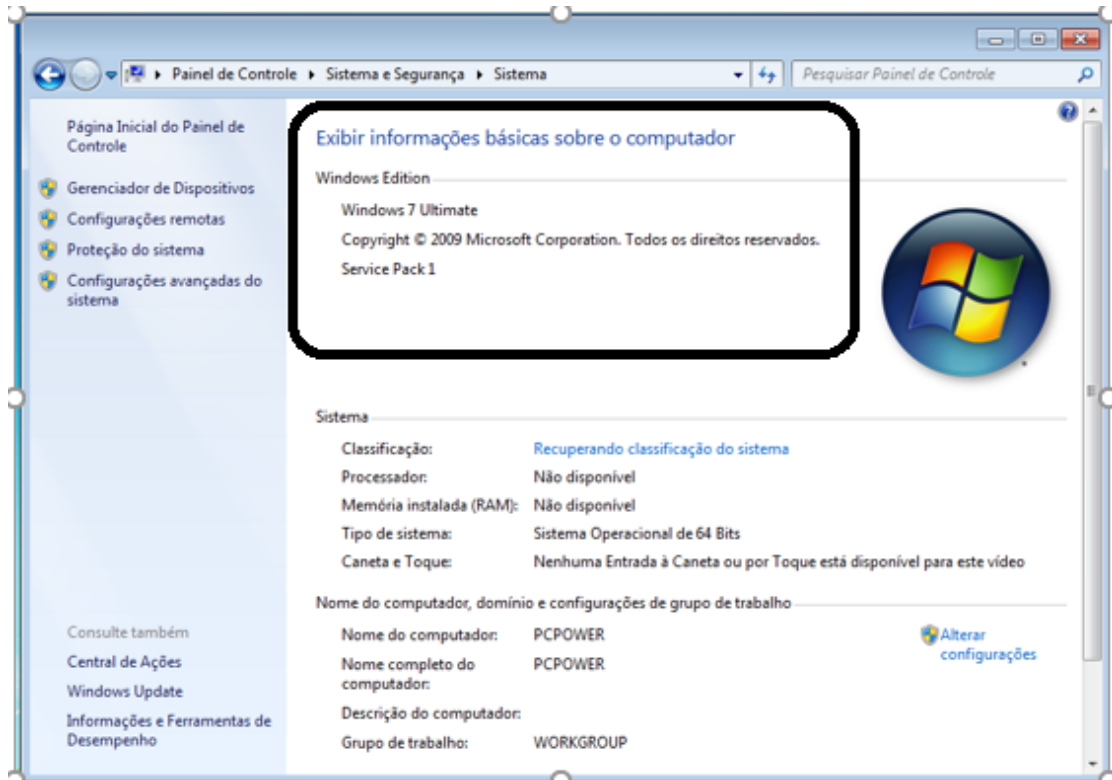 Painel de Controle Sistema e Segurança Sistema
Pesquisar Painel de Controle
Página Inicial do Painel de
Controle
Gerenciador de Dispositivos
Configurações remotas
Proteção do sistema
Configurações avançadas do
sistema
Exibir informações básicas sobre o computador
Windows Edition
Windows 7 Ultimate
Copyright © 2009 Microsoft Corporation. Todos os direitos reservados.
Service Pack 1
Sistema
Classificação: Recuperando classificação do sistema
Processador: Não disponível
Memória instalada (RAM): Não disponível
Tipo de sistema: Sistema Operacional de 64 Bits
Caneta e Toque: Nenhuma Entrada à Caneta ou por Toque está disponível para este vídeo
Nome do computador, domínio e configurações de grupo de trabalho
Nome do computador: PCPOWER
Nome completo do PCPOWER
computador:
Descrição do computador:
Grupo de trabalho: WORKGROUP
Alterar
configurações
Consulte também
Central de Ações
Windows Update
Informações e Ferramentas de
Desempenho